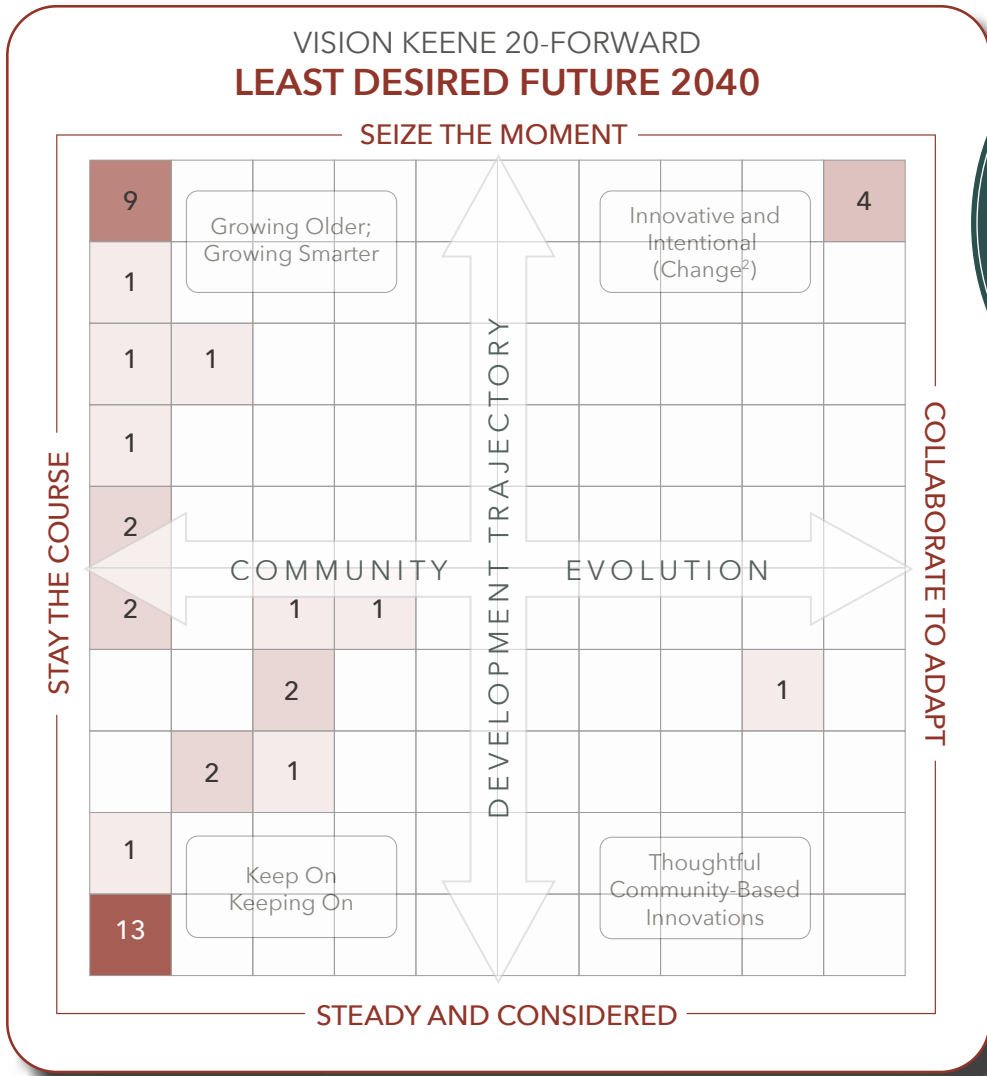 VISION KEENE 20-FORWARD
LEAST DESIRED FUTURE 2040
SEIZE THE MOMENT
9
Growing Older;
Growing Smarter
Innovative and
Intentional
(Change²)
4
1
1 1
1
STAY THE COURSE
COLLABORATE TO ADAPT
DEVELOPMENT TRAJECTORY
2
COMMUNITY EVOLUTION
2 1 1
2 1
2 1
1
Keep On
Keeping On
Thoughtful
Community-Based
Innovations
13
STEADY AND CONSIDERED